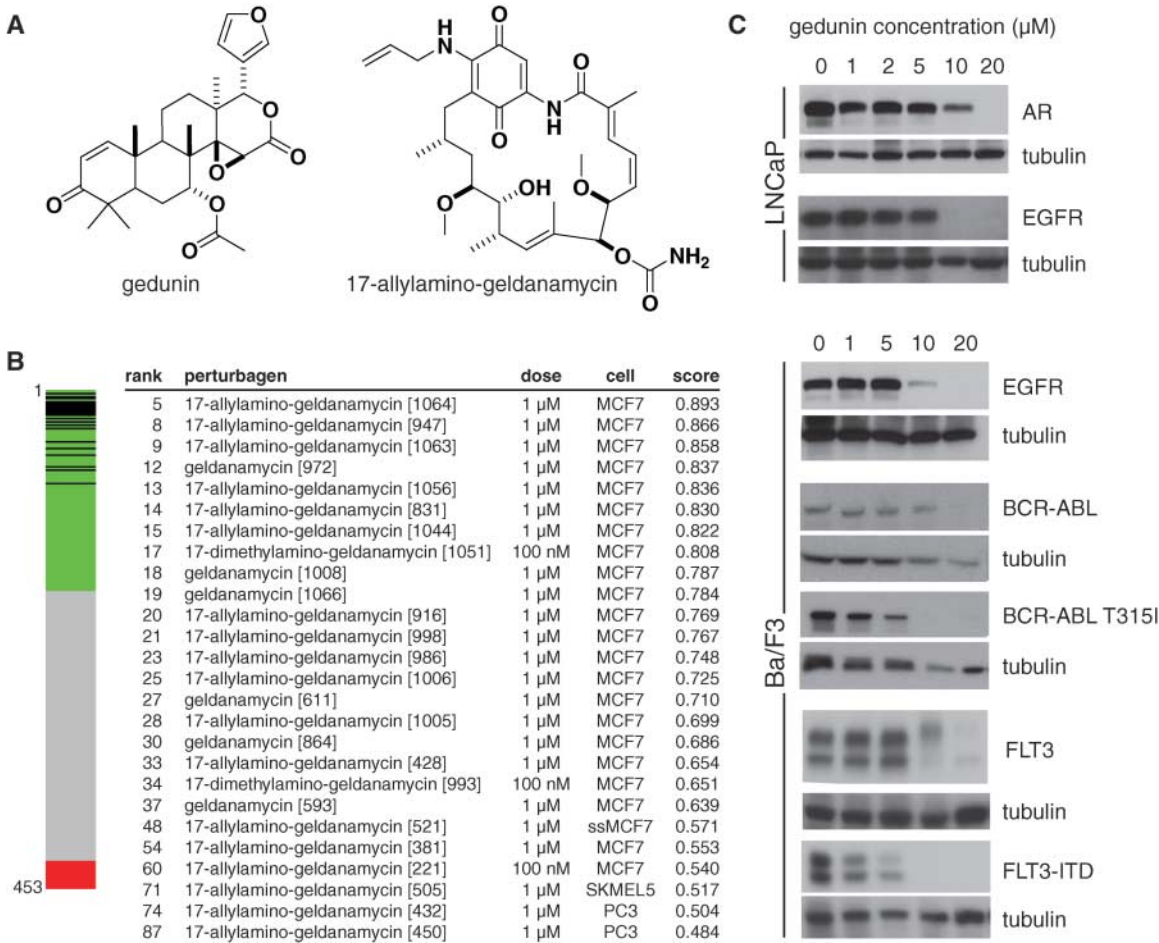 A
O
O
O
O
O
O
O
gedunin
H
N
O
O
O
N
H
O
O
OH
O
NH2
O
17-allylamino-geldanamycin
B
1
453
rank perturbagen dose cell score
5 17-allylamino-geldanamycin [1064] 1 µM MCF7 0.893
8 17-allylamino-geldanamycin [947] 1 µM MCF7 0.866
9 17-allylamino-geldanamycin [1063] 1 µM MCF7 0.858
12 geldanamycin [972] 1 µM MCF7 0.837
13 17-allylamino-geldanamycin [1056] 1 µM MCF7 0.836
14 17-allylamino-geldanamycin [831] 1 µM MCF7 0.830
15 17-allylamino-geldanamycin [1044] 1 µM MCF7 0.822
17 17-dimethylamino-geldanamycin [1051] 100 nM MCF7 0.808
18 geldanamycin [1008] 1 µM MCF7 0.787
19 geldanamycin [1066] 1 µM MCF7 0.784
20 17-allylamino-geldanamycin [916] 1 µM MCF7 0.769
21 17-allylamino-geldanamycin [998] 1 µM MCF7 0.767
23 17-allylamino-geldanamycin [986] 1 µM MCF7 0.748
25 17-allylamino-geldanamycin [1006] 1 µM MCF7 0.725
27 geldanamycin [611] 1 µM MCF7 0.710
28 17-allylamino-geldanamycin [1005] 1 µM MCF7 0.699
30 geldanamycin [864] 1 µM MCF7 0.686
33 17-allylamino-geldanamycin [428] 1 µM MCF7 0.654
34 17-dimethylamino-geldanamycin [993] 100 nM MCF7 0.651
37 geldanamycin [593] 1 µM MCF7 0.639
48 17-allylamino-geldanamycin [521] 1 µM ssMCF7 0.571
54 17-allylamino-geldanamycin [381] 1 µM MCF7 0.553
60 17-allylamino-geldanamycin [221] 100 nM MCF7 0.540
71 17-allylamino-geldanamycin [505] 1 µM SKMEL5 0.517
74 17-allylamino-geldanamycin [432] 1 µM PC3 0.504
87 17-allylamino-geldanamycin [450] 1 µM PC3 0.484
C
gedunin concentration (µM)
0 1 2 5 10 20
LNCaP
AR
tubulin
EGFR
tubulin
0 1 5 10 20
Ba/F3
EGFR
tubulin
BCR-ABL
tubulin
BCR-ABL T315I
tubulin
FLT3
tubulin
FLT3-ITD
tubulin